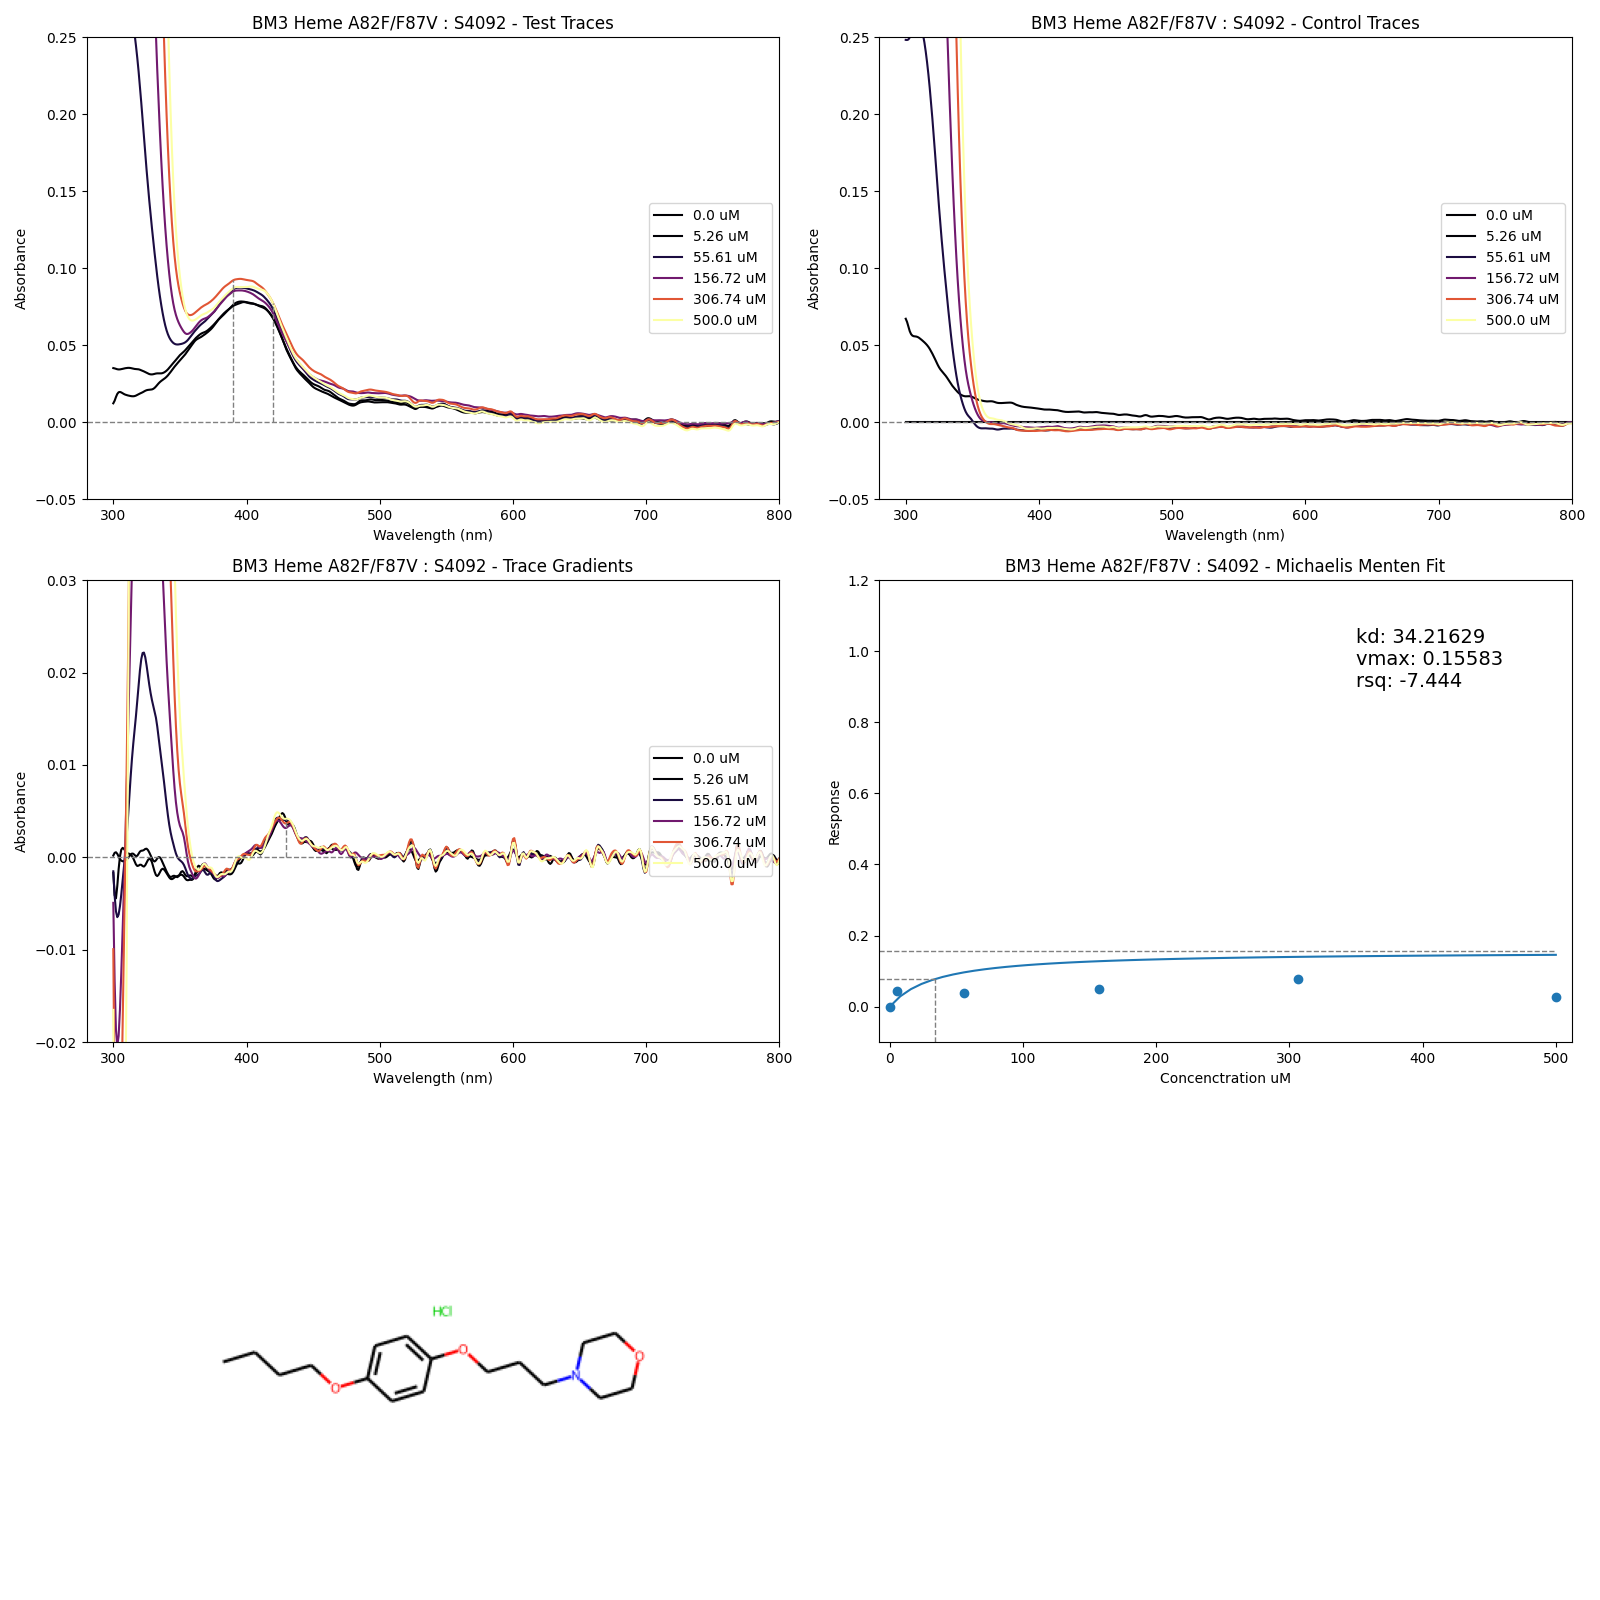 BM3 Heme A82F/F87V : S4092 - Test Traces
0.25
0.20
0.15
0.10
0.05
0.00
−0.05
Absorbance
300 400 500 600 700 800
Wavelength (nm)
0.0 uM
5.26 uM
55.61 uM
156.72 uM
306.74 uM
500.0 uM
BM3 Heme A82F/F87V : S4092 - Control Traces
0.25
0.20
0.15
0.10
0.05
0.00
−0.05
Absorbance
300 400 500 600 700 800
Wavelength (nm)
0.0 uM
5.26 uM
55.61 uM
156.72 uM
306.74 uM
500.0 uM
BM3 Heme A82F/F87V : S4092 - Trace Gradients
0.03
0.02
0.01
0.00
−0.01
−0.02
Absorbance
300 400 500 600 700 800
Wavelength (nm)
0.0 uM
5.26 uM
55.61 uM
156.72 uM
306.74 uM
500.0 uM
BM3 Heme A82F/F87V : S4092 - Michaelis Menten Fit
1.2
1.0
0.8
0.6
0.4
0.2
0.0
Response
kd: 34.21629
vmax: 0.15583
rsq: -7.444
0 100 200 300 400 500
Concenctration uM
HCl
O
O
N
O